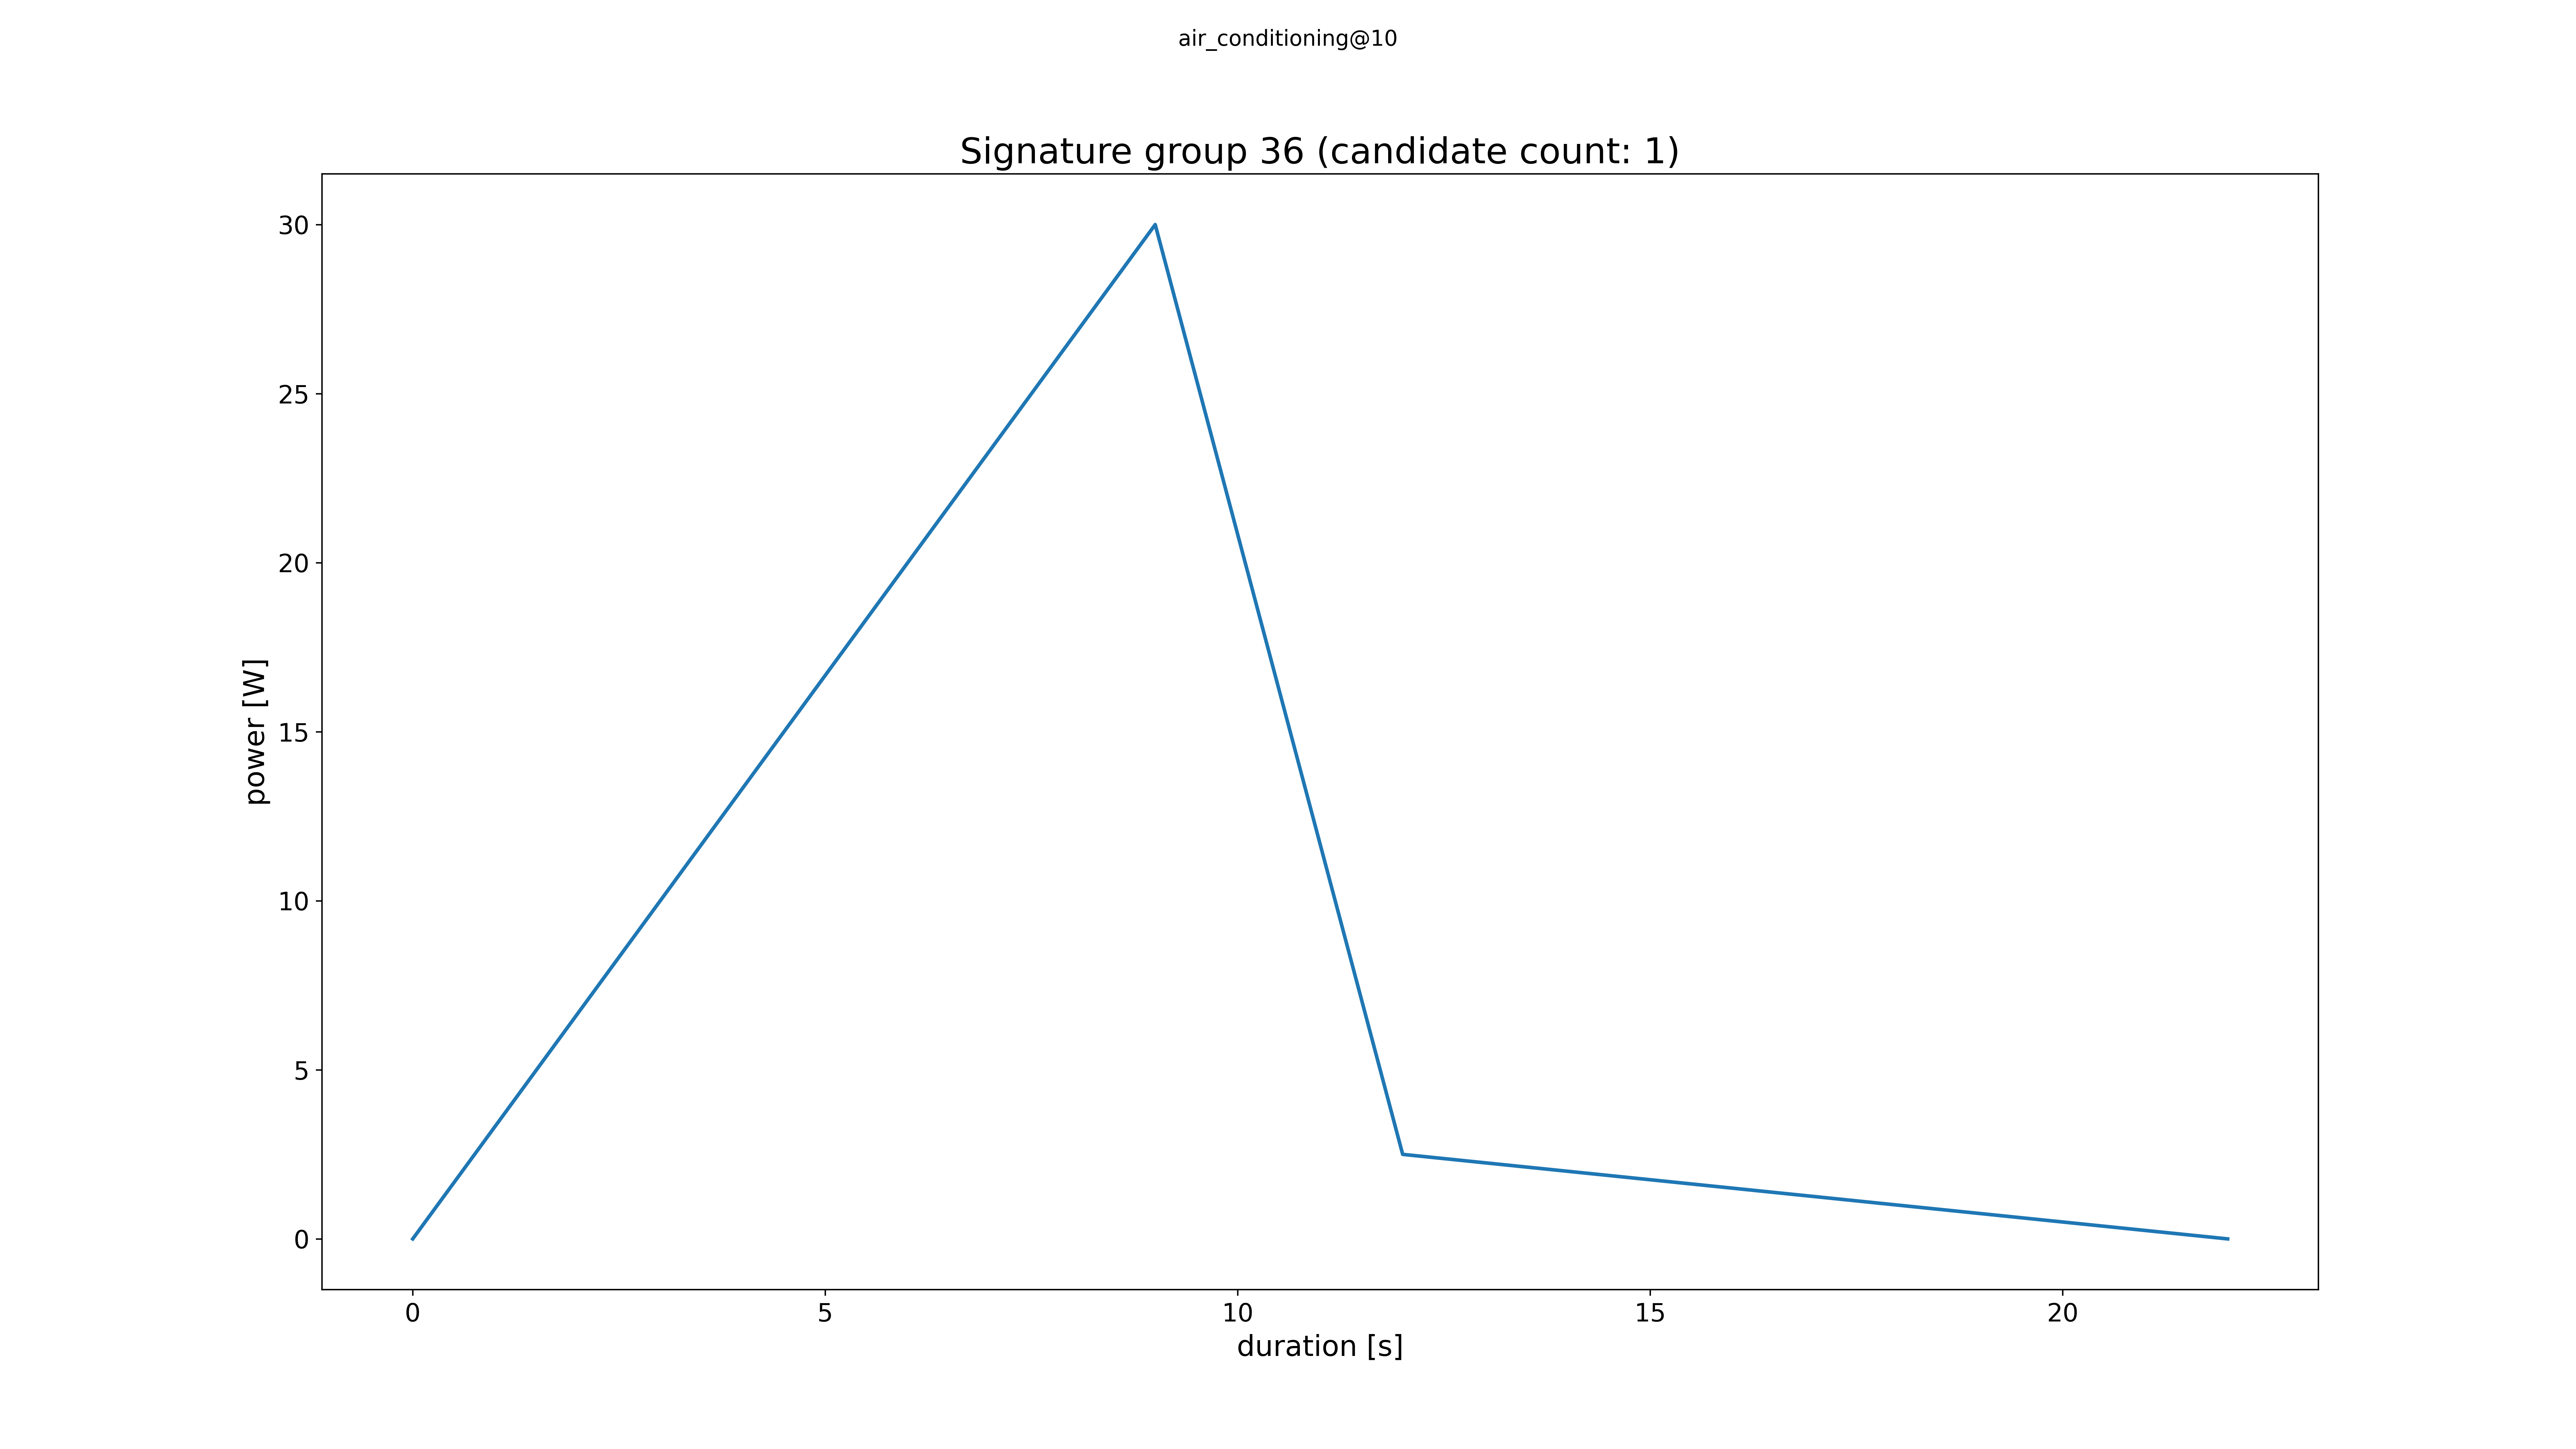 air_conditioning@10
Signature group 36 (candidate count: 1)
30
25
20
15
10
5
0
power [W]
0 5 10 15 20
duration [s]